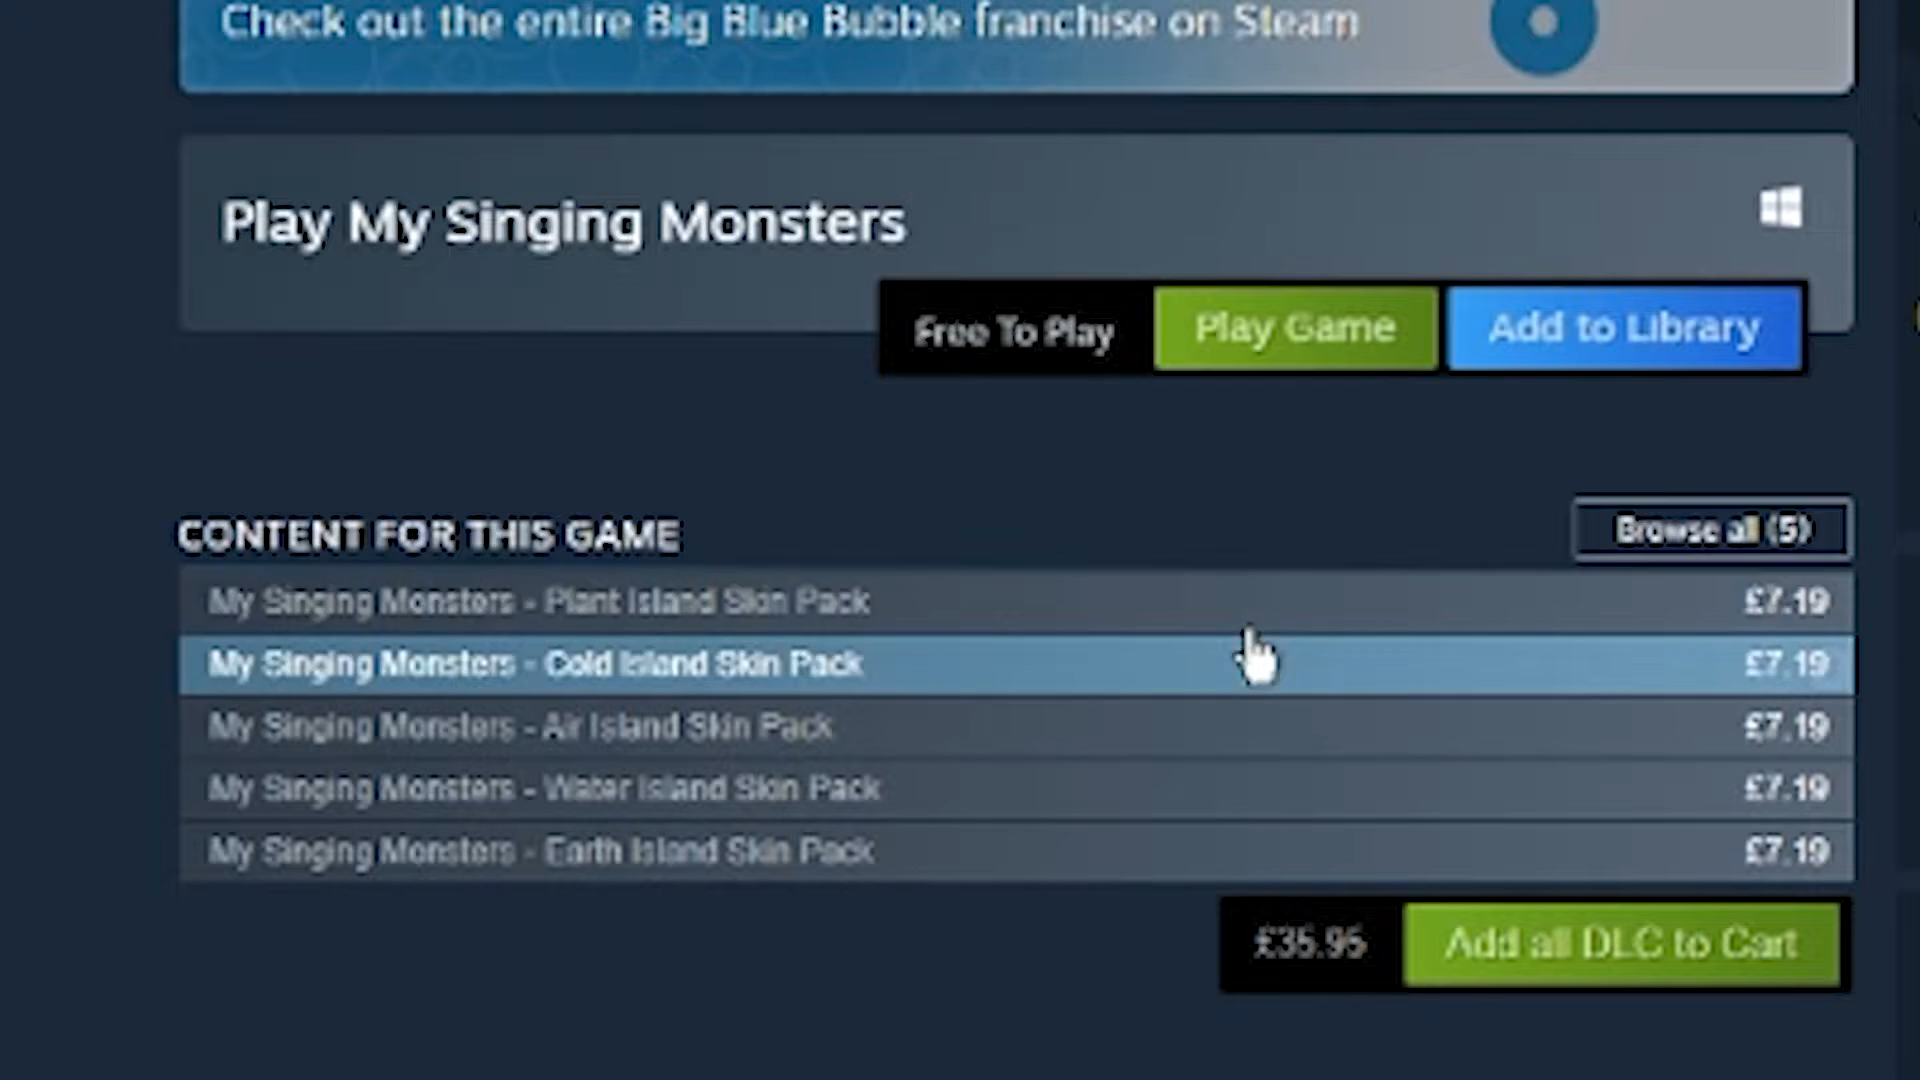 Check out the entire Big Blue Bubble franchise on Steam
Play My Singing Monsters
Free To Play
Play Game
Add to Library
CONTENT FOR THIS GAME
Browse all (5)
My Singing Monsters - Plant Island Skin Pack £7.19
My Singing Monsters - Cold Island Skin Pack £7.19
My Singing Monsters - Air Island Skin Pack £7.19
My Singing Monsters - Water Island Skin Pack £7.19
My Singing Monsters - Earth Island Skin Pack £7.19
£35.95
Add all DLC to Cart